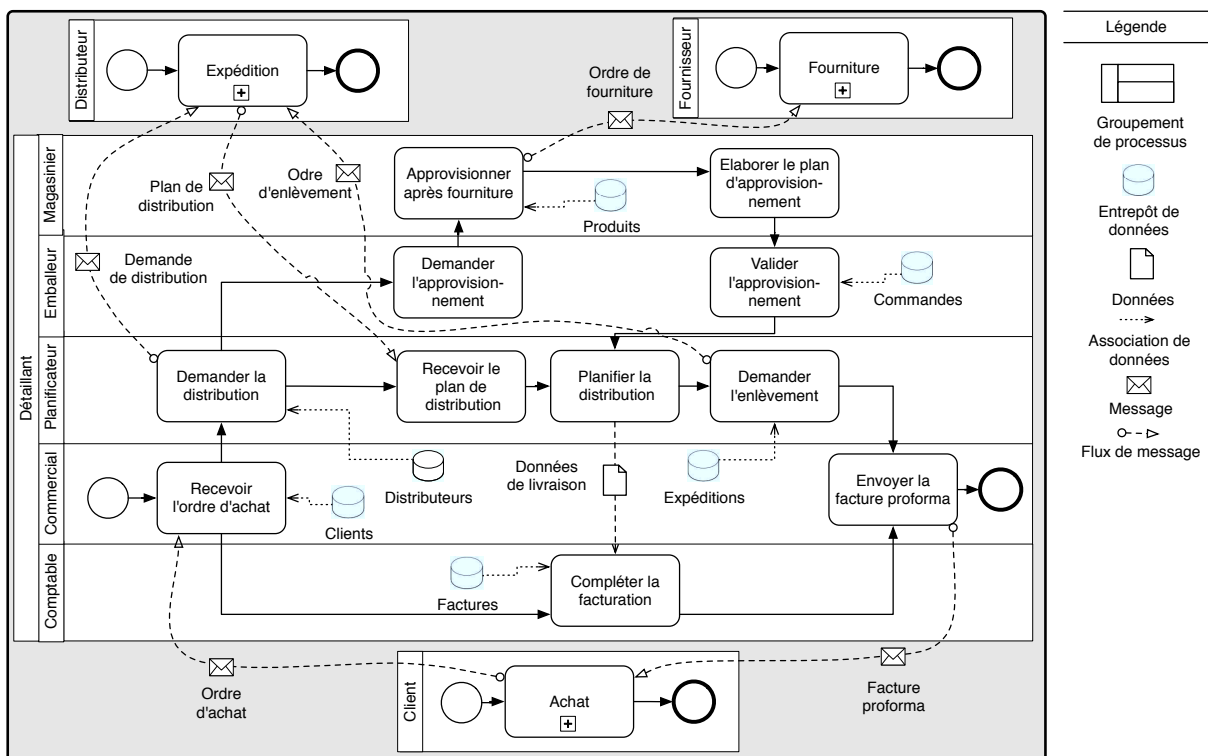 Distributeur
Expédition
Fournisseur
Fourniture
Ordre de
fourniture
Légende
Groupement
de processus
Entrepôt de
données
Données
Association de
données
Message
Flux de message
Détaillant
Magasinier
Plan de
distribution
Odre
d'enlèvement
Approvisionner
après fourniture
Produits
Elaborer le plan
d'approvision-
nement
Emballeur
Demande
de distribution
Demander
l'approvision-
nement
Valider
l'approvision-
nement
Commandes
Planificateur
Demander la
distribution
Recevoir le
plan de
distribution
Planifier la
distribution
Demander
l'enlèvement
Commercial
Recevoir
l'ordre d'achat
Clients
Distributeurs
Données
de livraison
Expéditions
Envoyer la
facture proforma
Comptable
Factures
Compléter la
facturation
Ordre
d'achat
Client
Achat
Facture
proforma